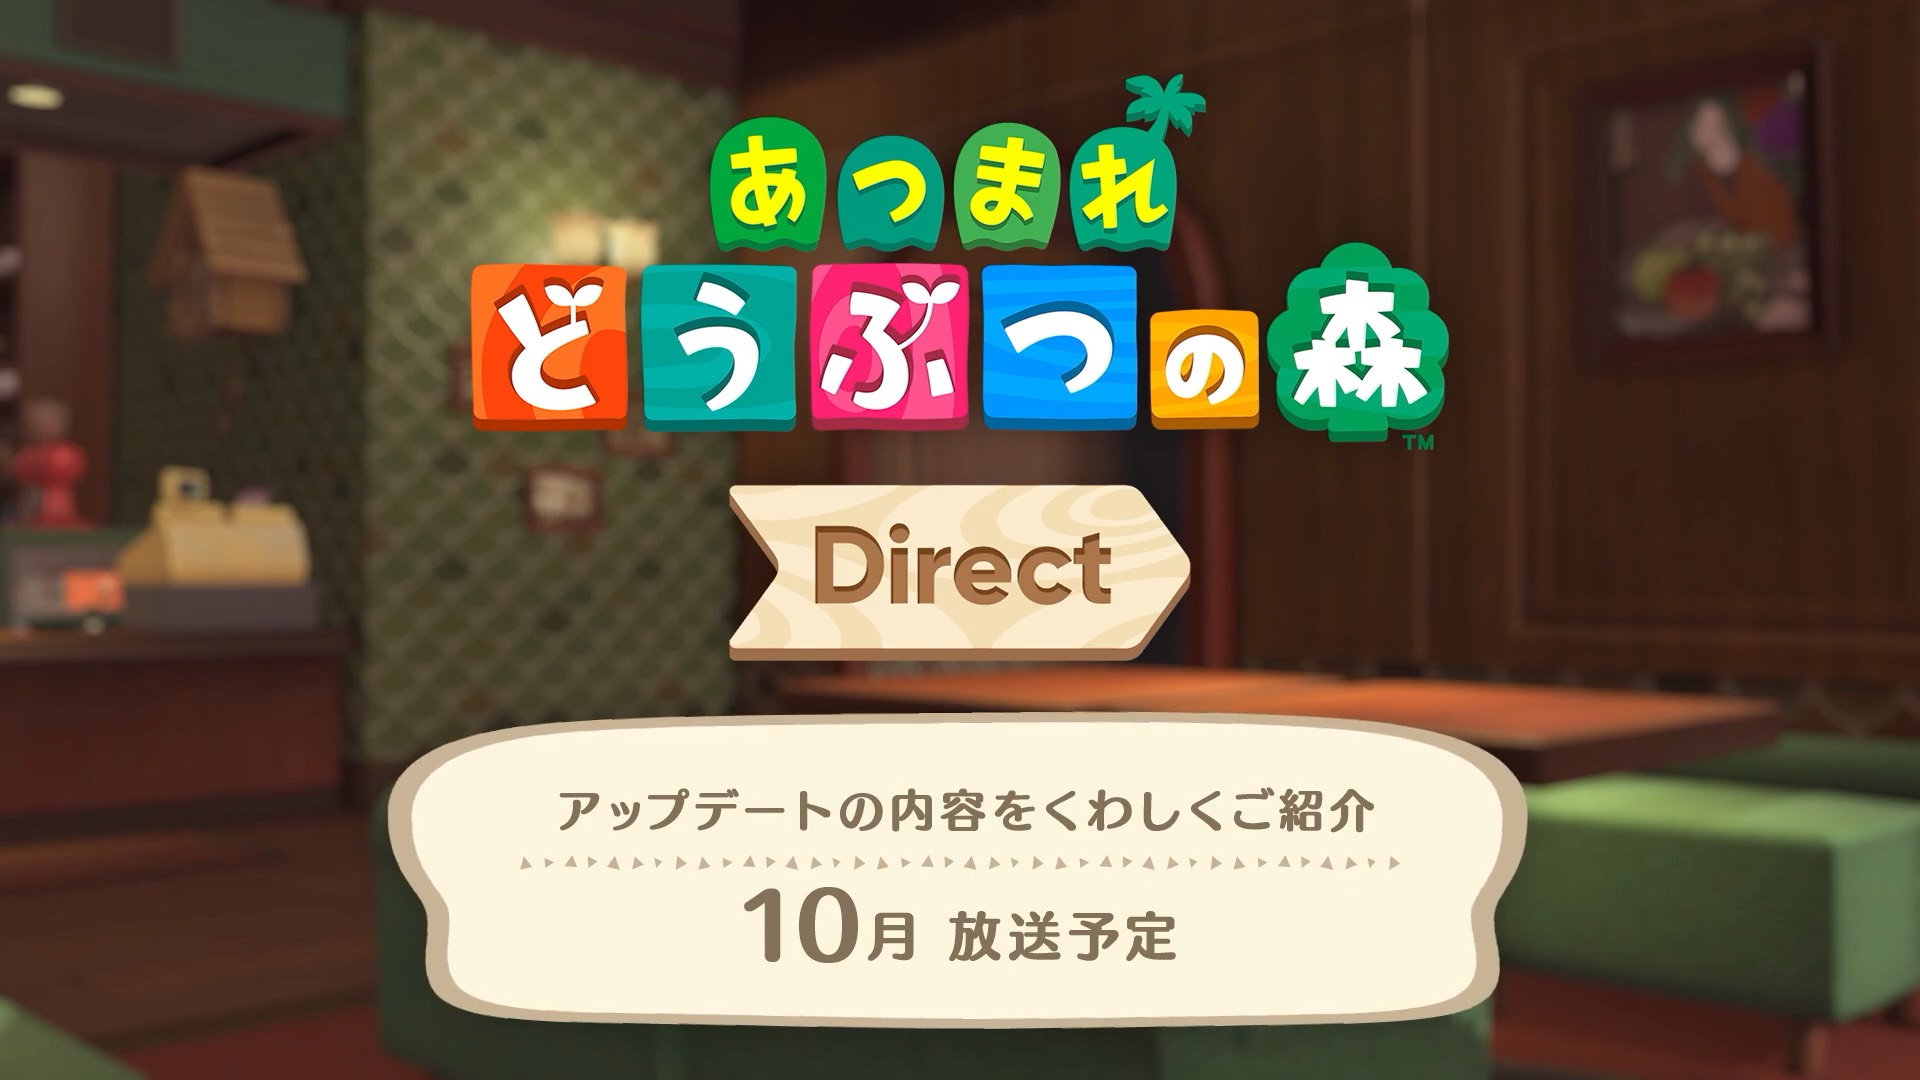 あつまれ
どうぶつの森
TM
Direct
アップデートの内容をくわしくご紹介
10月 放送予定